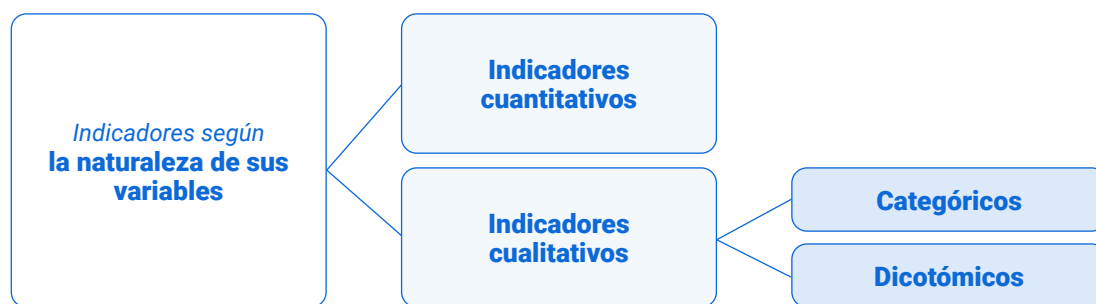 Indicadores según
la naturaleza de sus
variables
Indicadores
cuantitativos
Indicadores
cualitativos
Categóricos
Dicotómicos